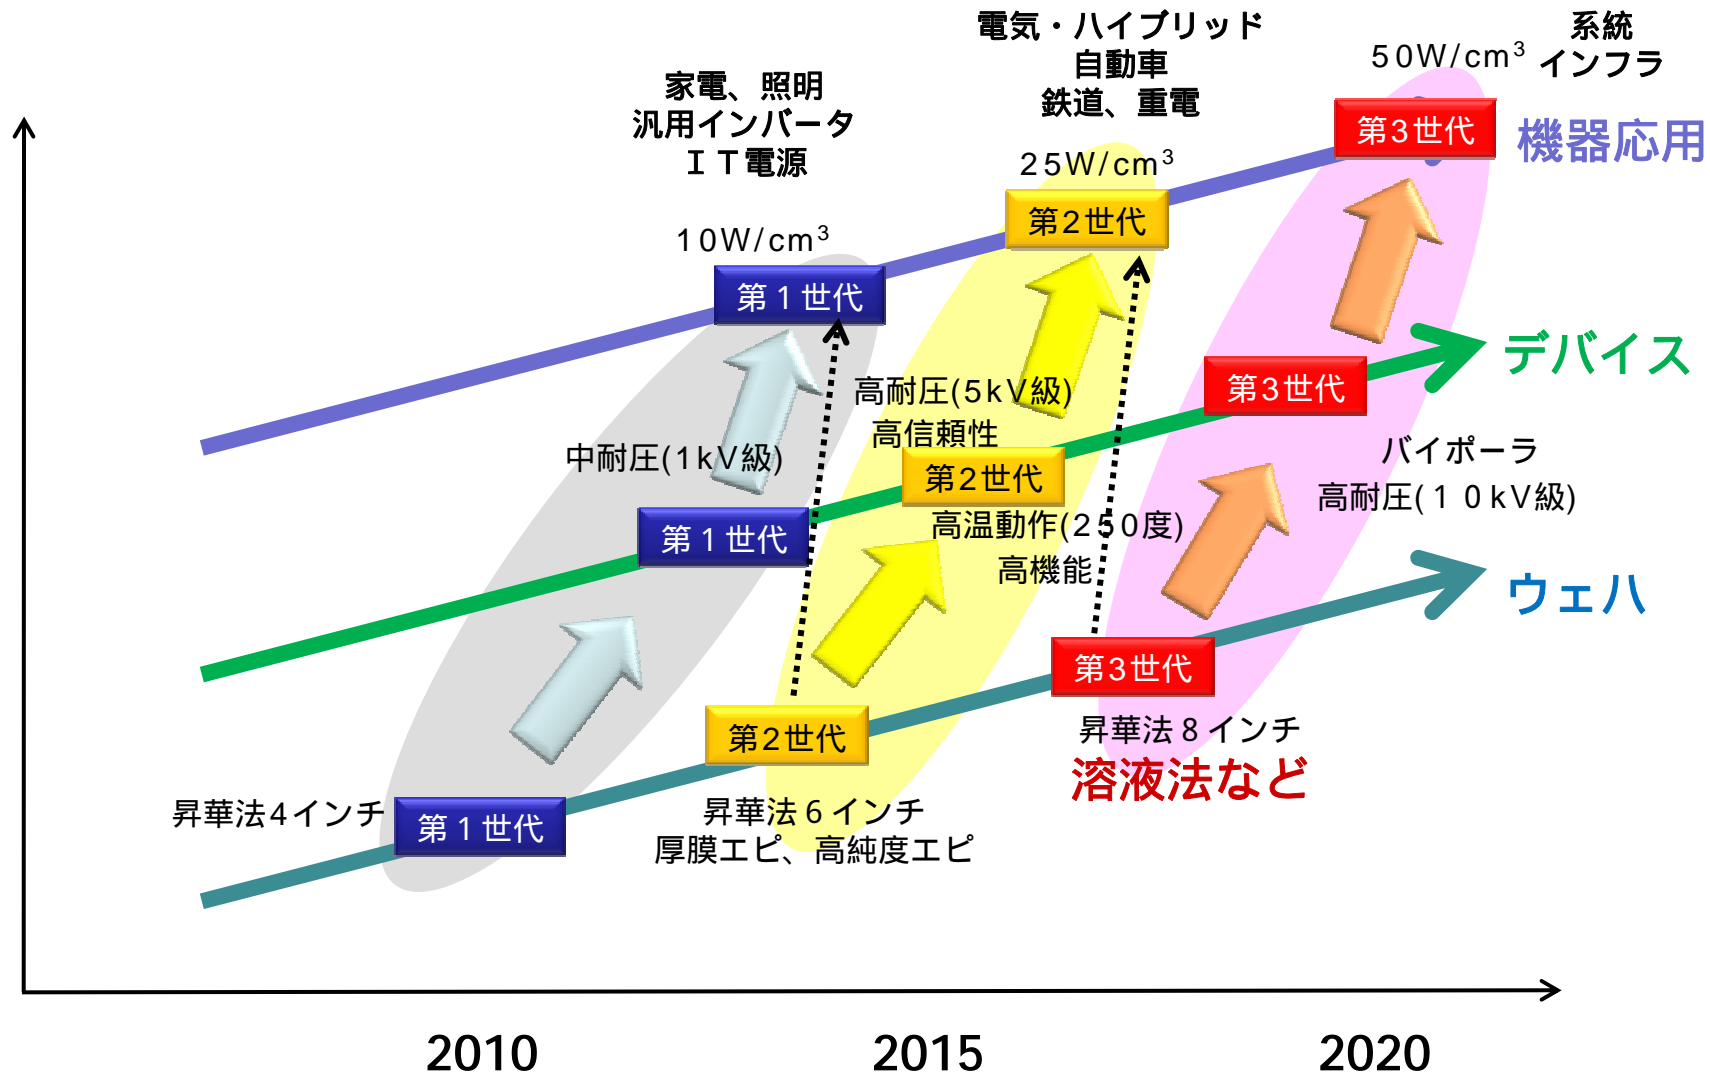 電気・ハイブリッド
自動車
鉄道、重電
系統
インフラ
50W/cm³
家電、照明
汎用インバータ
IT電源
25W/cm³
10W/cm³
第3世代
機器応用
第2世代
第1世代
デバイス
第3世代
高耐圧(5kV級)
高信頼性
中耐圧(1kV級)
第2世代
バイポーラ
高耐圧(10kV級)
第1世代
高温動作(250度)
高機能
ウェハ
第3世代
昇華法8インチ
溶液法など
第2世代
昇華法4インチ
第1世代
昇華法6インチ
厚膜エピ、高純度エピ
2010
2015
2020